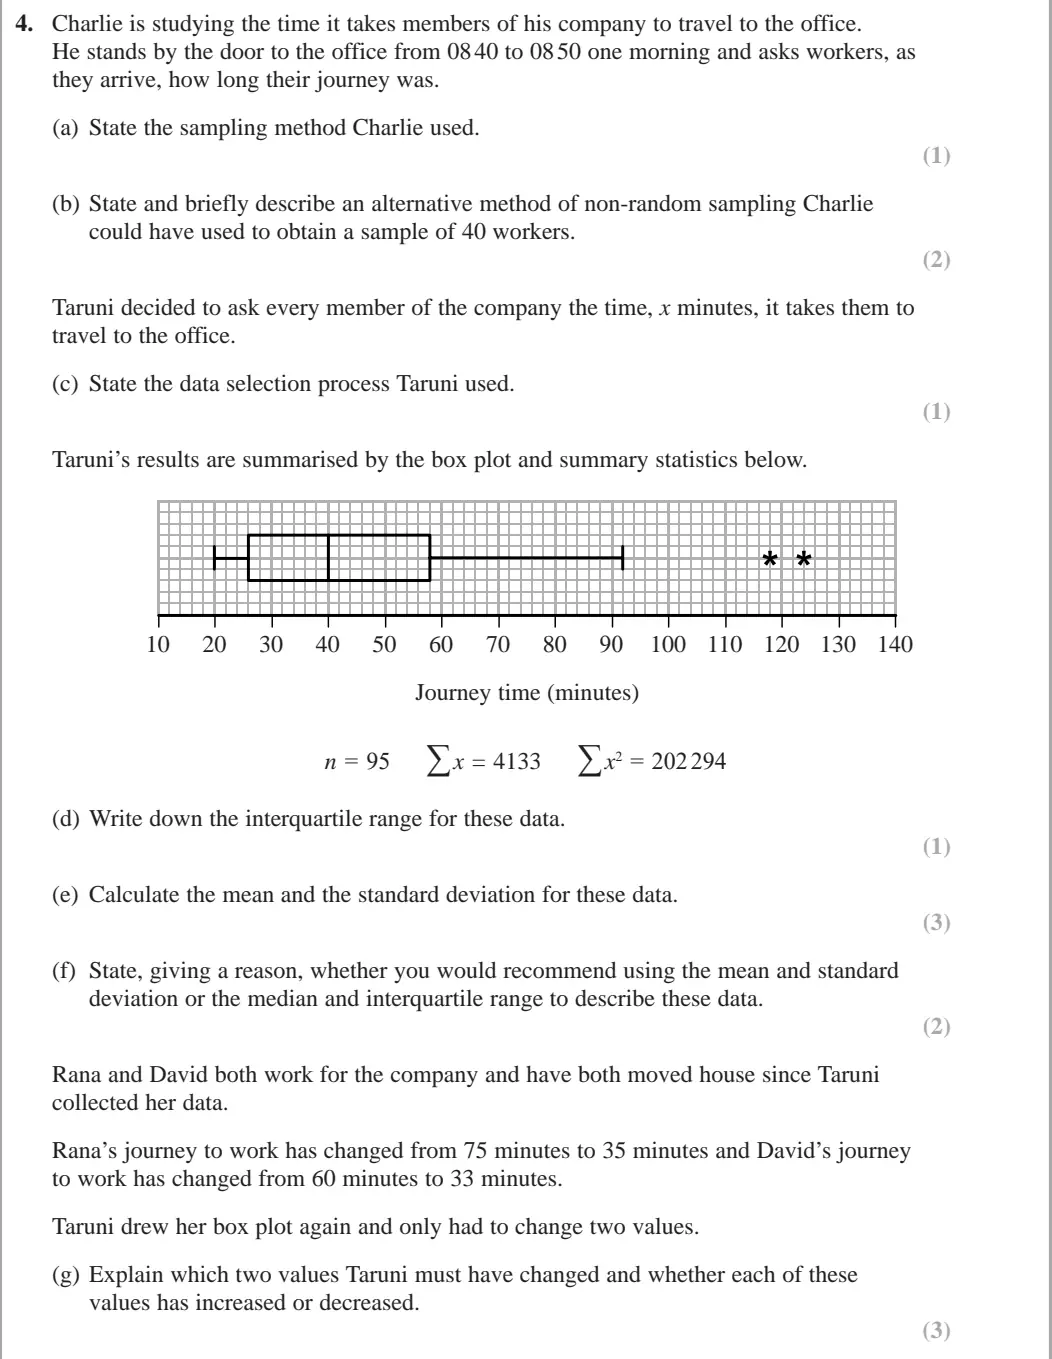 4. Charlie is studying the time it takes members of his company to travel to the office.
He stands by the door to the office from 08 40 to 08 50 one morning and asks workers, as
they arrive, how long their journey was.
(a) State the sampling method Charlie used.
(1)
(b) State and briefly describe an alternative method of non-random sampling Charlie
could have used to obtain a sample of 40 workers.
(2)
Taruni decided to ask every member of the company the time, x minutes, it takes them to
travel to the office.
(c) State the data selection process Taruni used.
(1)
Taruni’s results are summarised by the box plot and summary statistics below.
* *
10 20 30 40 50 60 70 80 90 100 110 120 130 140
Journey time (minutes)
n = 95 ∑x = 4133 ∑x² = 202 294
(d) Write down the interquartile range for these data.
(1)
(e) Calculate the mean and the standard deviation for these data.
(3)
(f) State, giving a reason, whether you would recommend using the mean and standard
deviation or the median and interquartile range to describe these data.
(2)
Rana and David both work for the company and have both moved house since Taruni
collected her data.
Rana’s journey to work has changed from 75 minutes to 35 minutes and David’s journey
to work has changed from 60 minutes to 33 minutes.
Taruni drew her box plot again and only had to change two values.
(g) Explain which two values Taruni must have changed and whether each of these
values has increased or decreased.
(3)